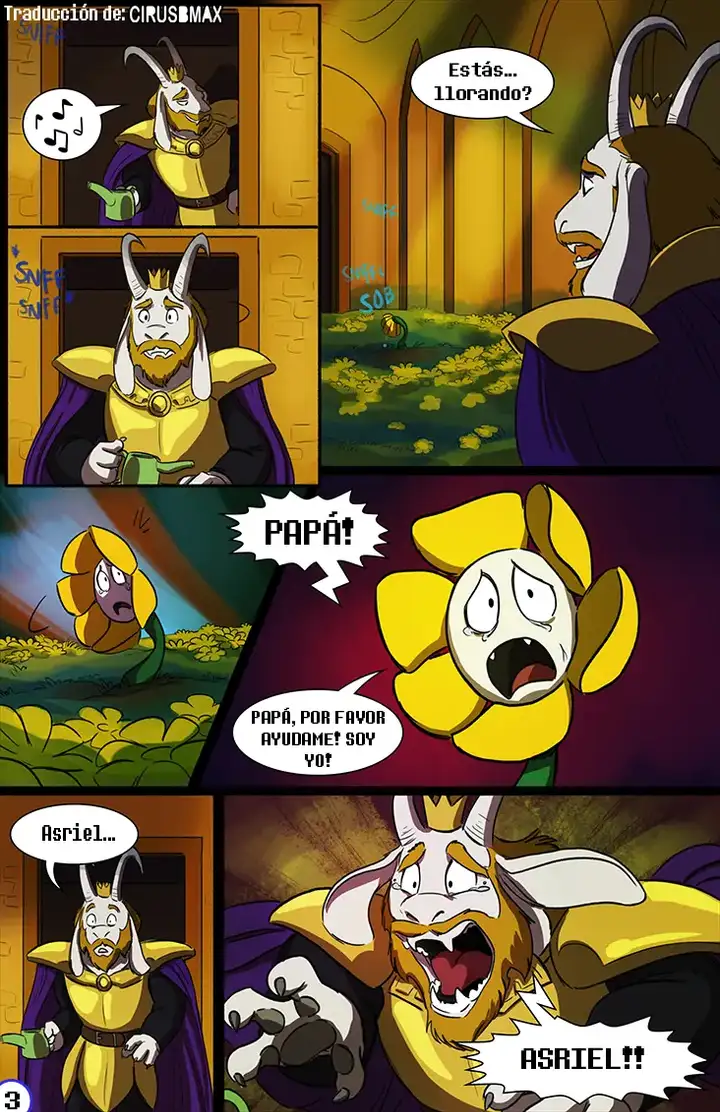 Traducción de: CIRUSBMAX
SNFF
Estás...
llorando?
SNFF
SNFF
SNFF
SNFF
SOB
PAPÁ!
PAPÁ, POR FAVOR
AYUDAME! SOY
YO!
Asriel...
ASRIEL!!
3